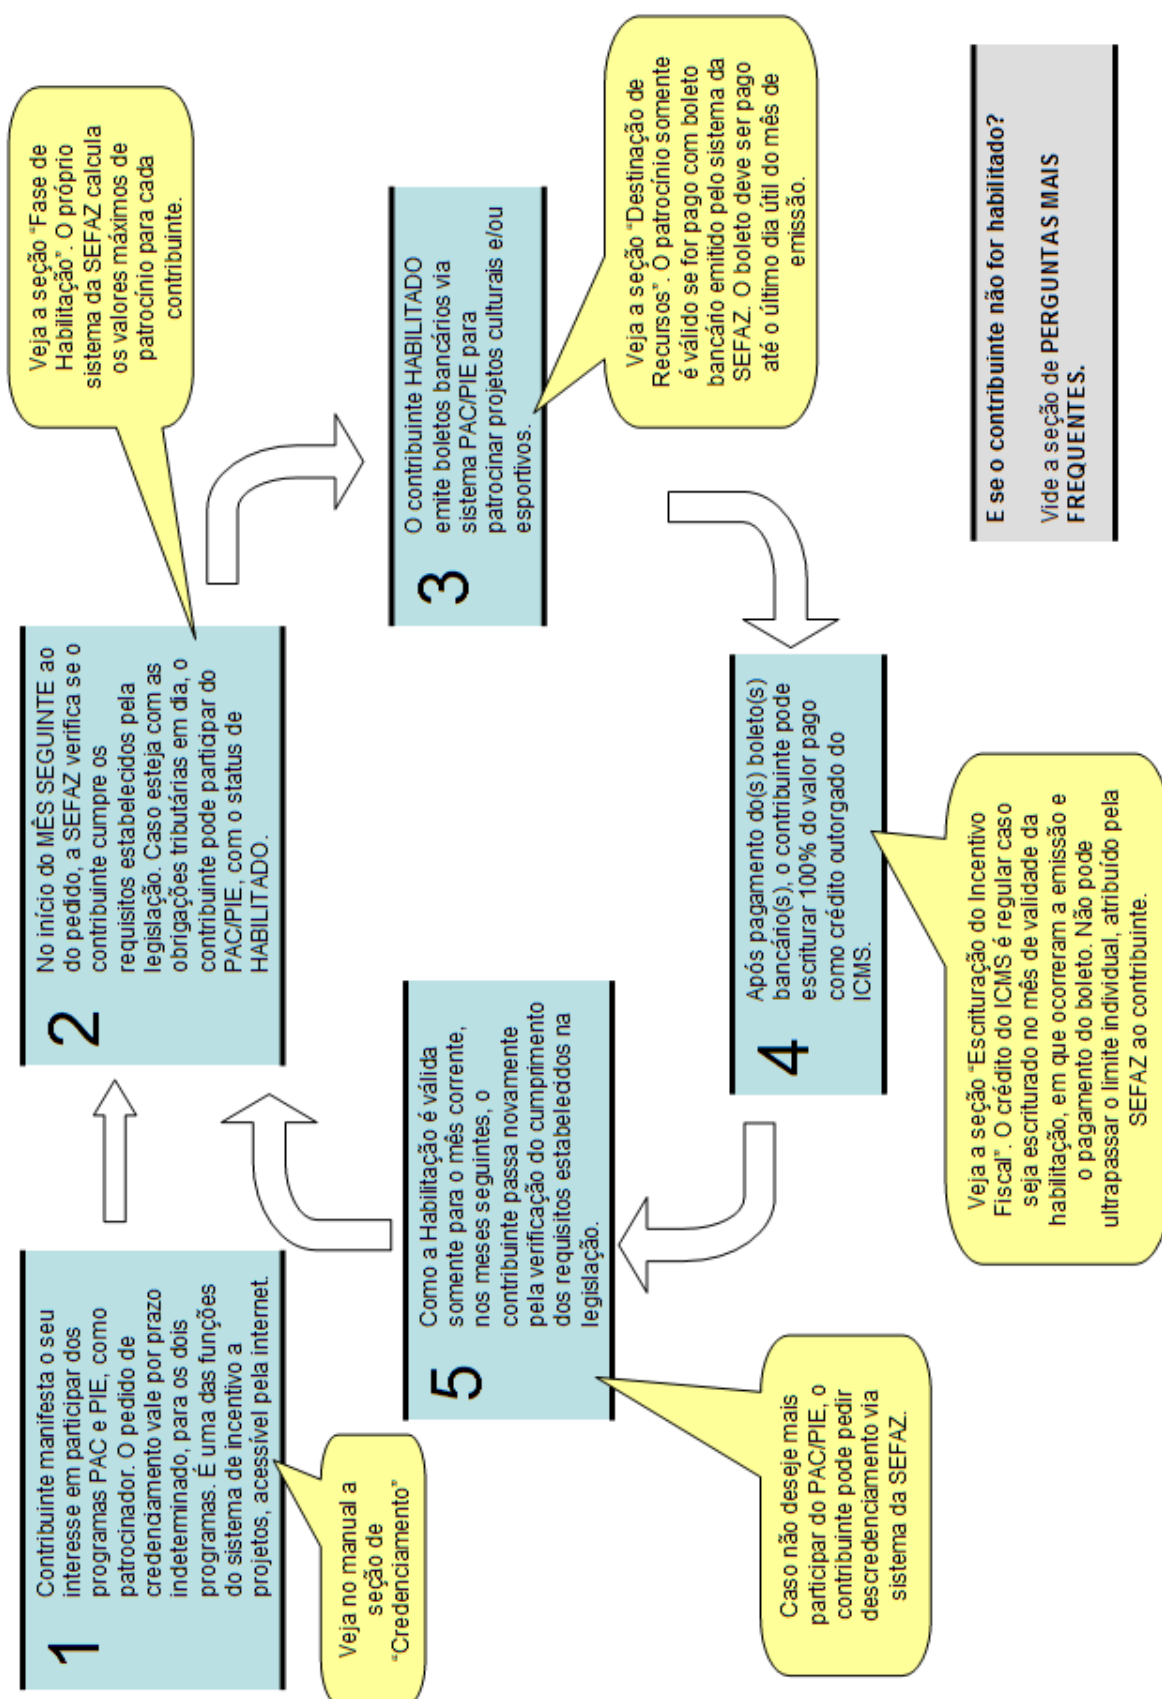 1
Contribuinte manifesta o seu
interesse em participar dos
programas PAC e PIE, como
patrocinador. O pedido de
credenciamento vale por prazo
indeterminado, para os dois
programas. É uma das funções
do sistema de incentivo a
projetos, acessível pela internet.
Veja no manual a
seção de
“Credenciamento”
2
No início do MÊS SEGUINTE ao
do pedido, a SEFAZ verifica se o
contribuinte cumpre os
requisitos estabelecidos pela
legislação. Caso esteja com as
obrigações tributárias em dia, o
contribuinte pode participar do
PAC/PIE, com o status de
HABILITADO.
Veja a seção “Fase de
Habilitação”. O próprio
sistema da SEFAZ calcula
os valores máximos de
patrocínio para cada
contribuinte.
3
O contribuinte HABILITADO
emite boletos bancários via
sistema PAC/PIE para
patrocinar projetos culturais e/ou
esportivos.
Veja a seção “Destinação de
Recursos”. O patrocínio somente
é válido se for pago com boleto
bancário emitido pelo sistema da
SEFAZ. O boleto deve ser pago
até o último dia útil do mês de
emissão.
4
Após pagamento do(s) boleto(s)
bancário(s), o contribuinte pode
escriturar 100% do valor pago
como crédito outorgado do
ICMS.
Veja a seção “Escrituração do Incentivo
Fiscal”. O crédito do ICMS é regular caso
seja escriturado no mês de validade da
habilitação, em que ocorreram a emissão e
o pagamento do boleto. Não pode
ultrapassar o limite individual, atribuído pela
SEFAZ ao contribuinte.
5
Como a Habilitação é válida
somente para o mês corrente,
nos meses seguintes, o
contribuinte passa novamente
pela verificação do cumprimento
dos requisitos estabelecidos na
legislação.
Caso não deseje mais
participar do PAC/PIE, o
contribuinte pode pedir
descredenciamento via
sistema da SEFAZ.
E se o contribuinte não for habilitado?
Vide a seção de PERGUNTAS MAIS
FREQUENTES.